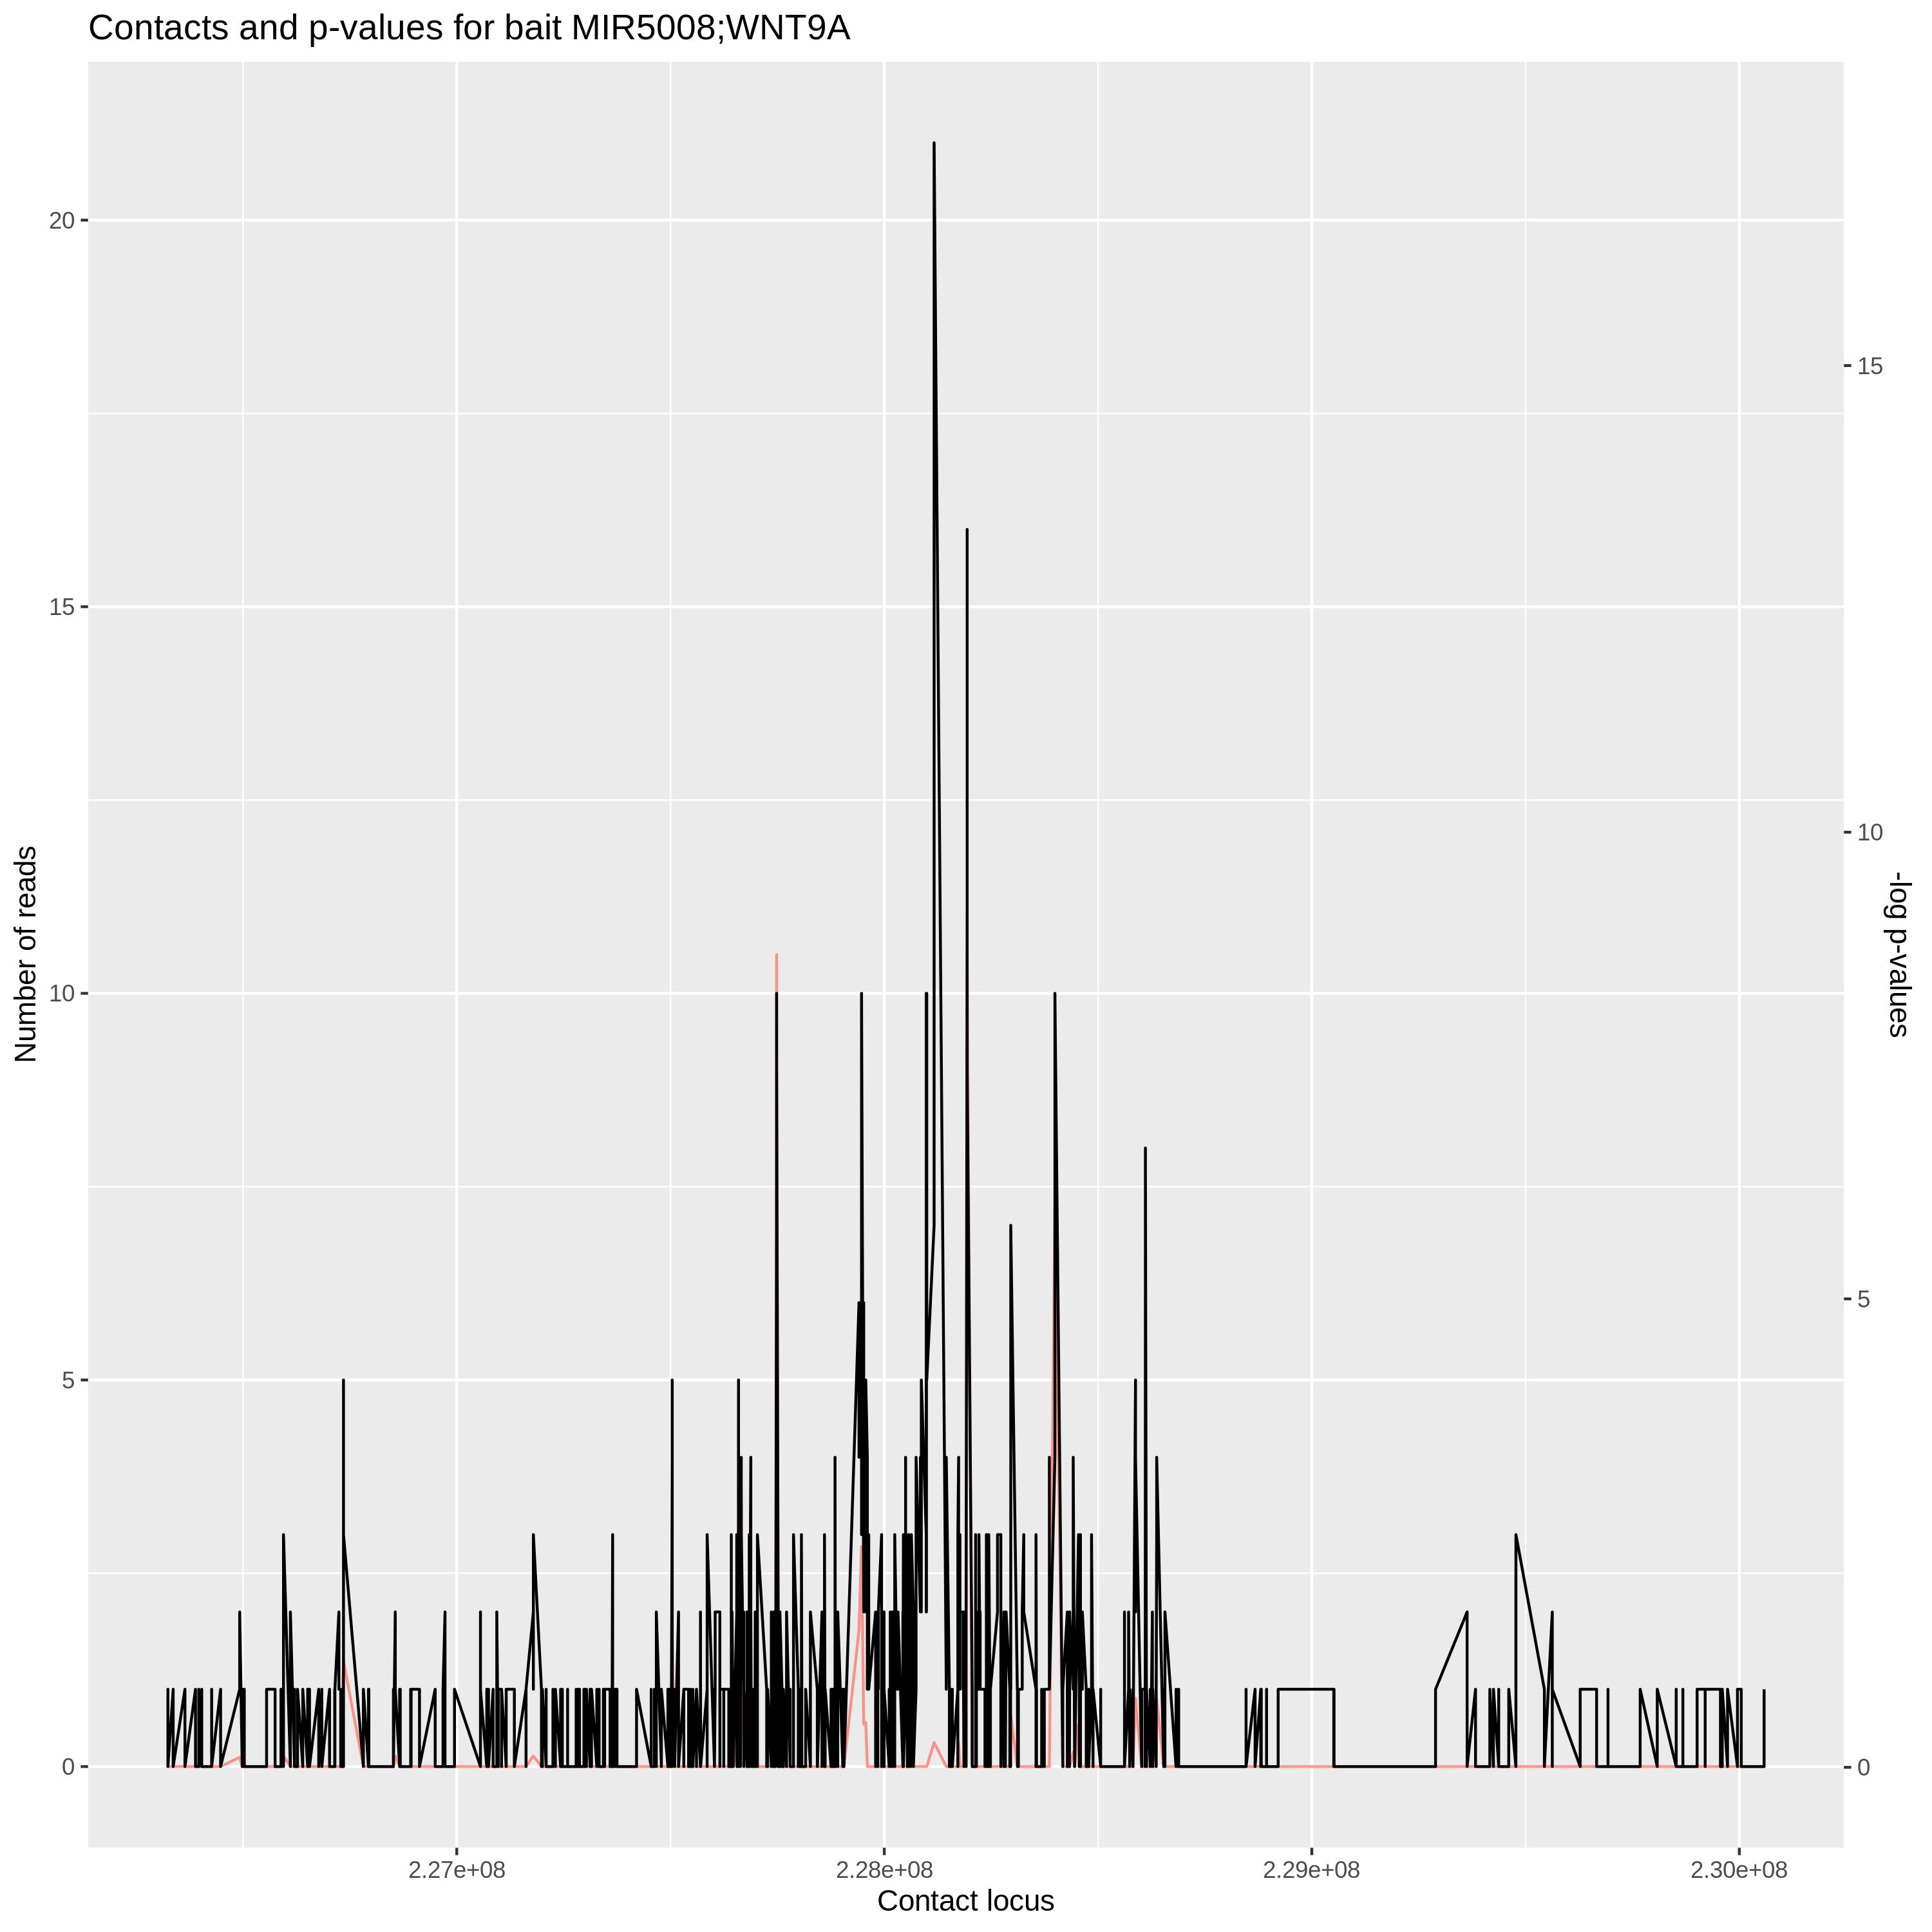 Contacts and p-values for bait MIR5008;WNT9A
20
15
10
5
0
Number of reads
15
10
5
0
-log p-values
2.27e+08 2.28e+08 2.29e+08 2.30e+08
Contact locus